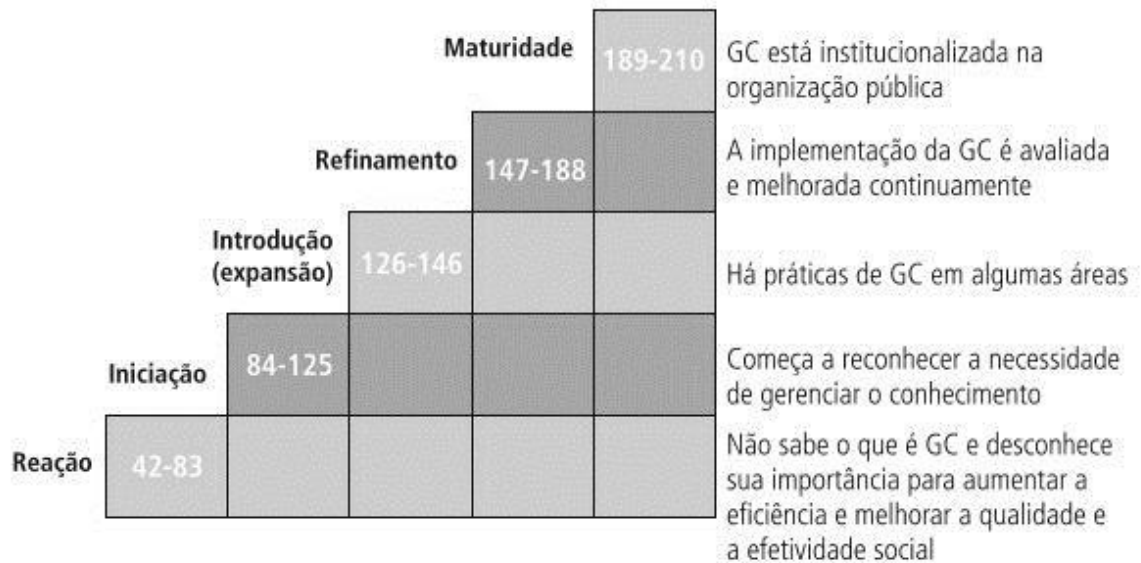 Maturidade
189-210
GC está institucionalizada na
organização pública
Refinamento
147-188
A implementação da GC é avaliada
e melhorada continuamente
Introdução
(expansão)
126-146
Há práticas de GC em algumas áreas
Iniciação
84-125
Começa a reconhecer a necessidade
de gerenciar o conhecimento
Reação
42-83
Não sabe o que é GC e desconhece
sua importância para aumentar a
eficiência e melhorar a qualidade e
a efetividade social